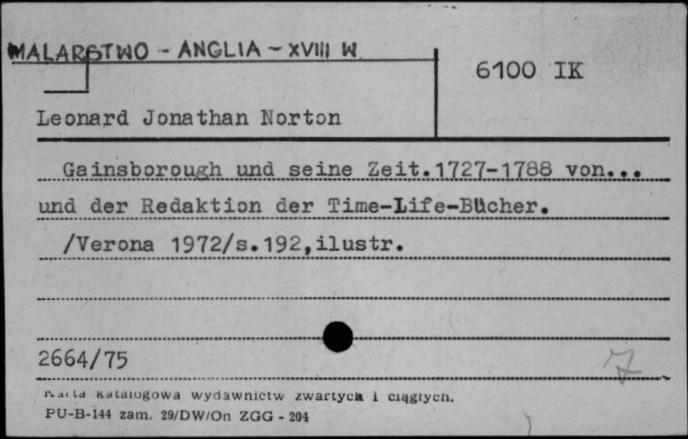 MALARSTWO - ANGLIA - XVIII W
6100 IK
Leonard Jonathan Norton
Gainsborough und seine Zeit.1727-1788 von...
und der Redaktion der Time-Life-Bücher.
/Verona 1972/s.192,ilustr.
2664/75
7
Karta katalogowa wydawnictw zwartych i ciągłych.
PU-B-144 zam. 29/DW/On ZGG - 204